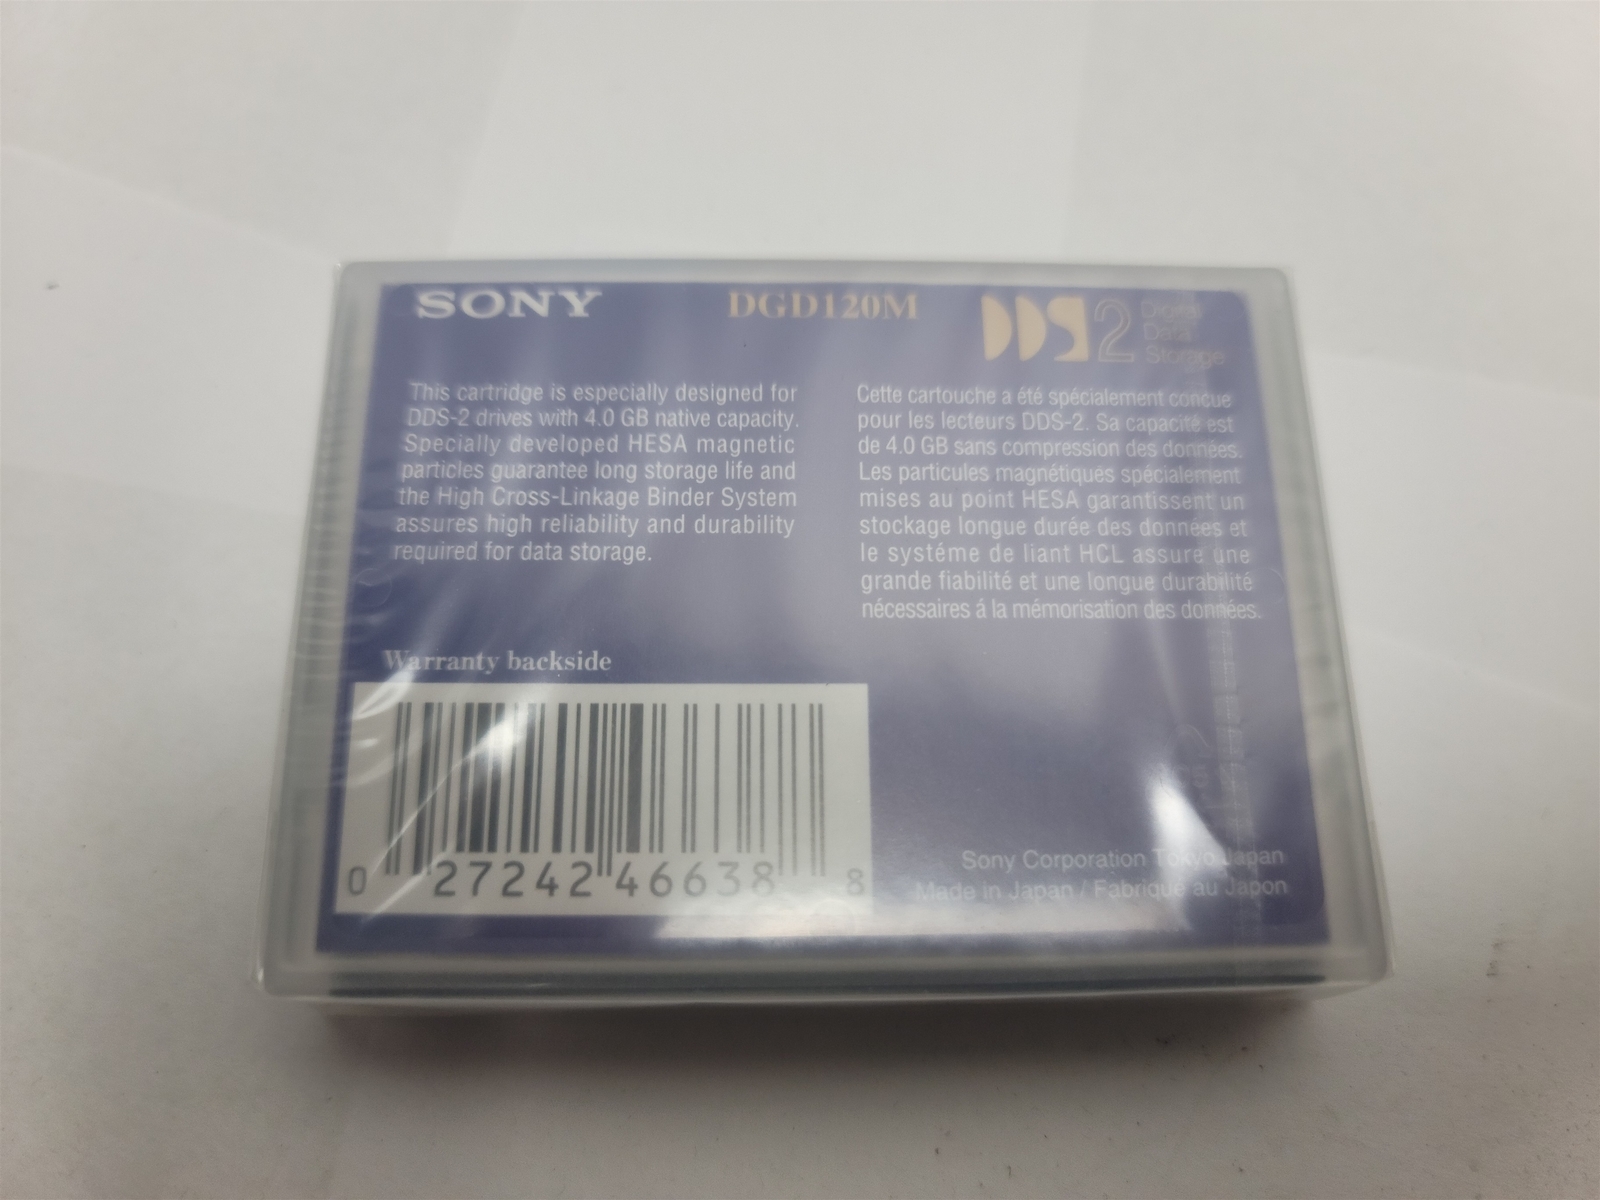 SONY
DGD120M
DDS2
Digital
Data
Storage
This cartridge is especially designed for
DDS-2 drives with 4.0 GB native capacity.
Specially developed HESA magnetic
particles guarantee long storage life and
the High Cross-Linkage Binder System
assures high reliability and durability
required for data storage.
Cette cartouche a été spécialement concue
pour les lecteurs DDS-2. Sa capacité est
de 4.0 GB sans compression des données.
Les particules magnétiques spécialement
mises au point HESA garantissent un
stockage longue durée des données et
le systéme de liant HCL assure une
grande fiabilité et une longue durabilité
nécessaires á la mémorisation des données.
Warranty backside
0 27242 46638 8
Sony Corporation Tokyo Japan
Made in Japan / Fabriqué au Japon